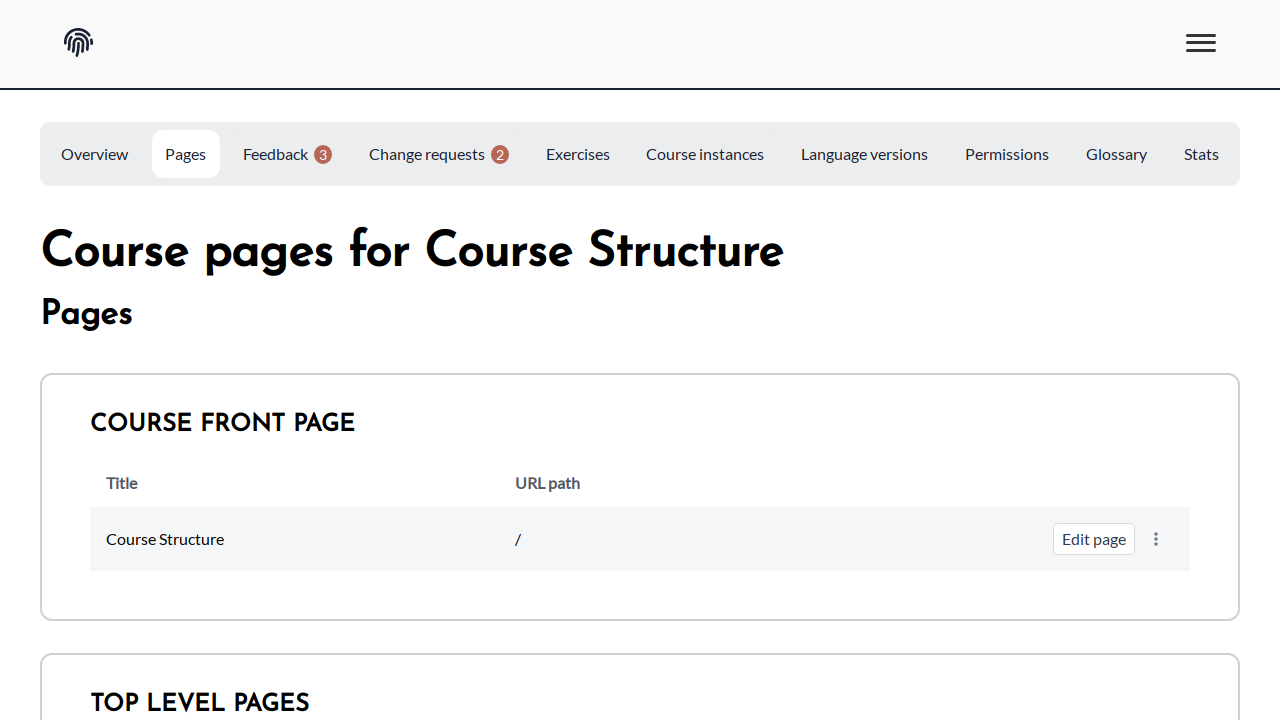 Overview Pages Feedback 3 Change requests 2 Exercises Course instances Language versions Permissions Glossary Stats
Course pages for Course Structure
Pages
COURSE FRONT PAGE
Title URL path
Course Structure / Edit page
TOP LEVEL PAGES